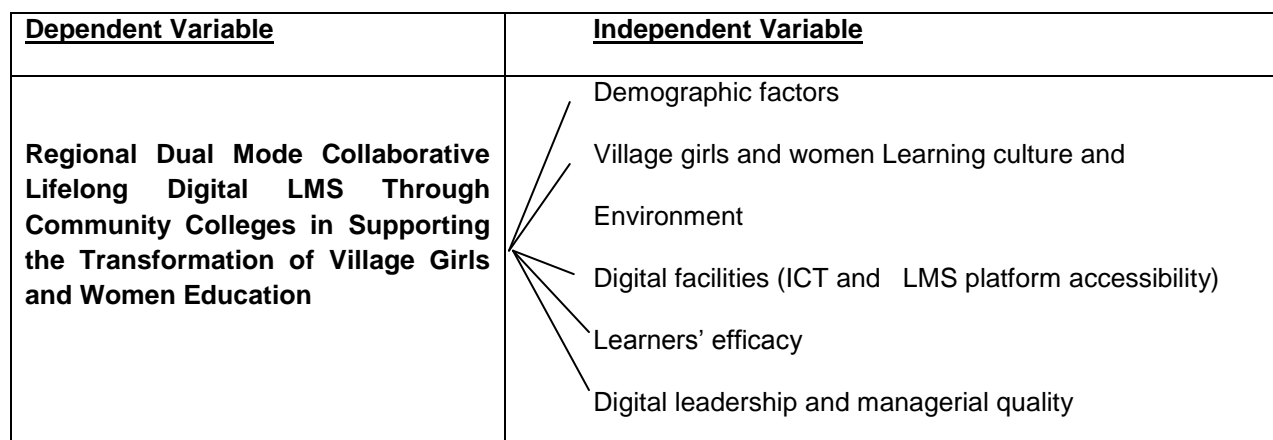 Dependent Variable
Independent Variable
Regional Dual Mode Collaborative
Lifelong Digital LMS Through
Community Colleges in Supporting
the Transformation of Village Girls
and Women Education
Demographic factors
Village girls and women Learning culture and
Environment
Digital facilities (ICT and LMS platform accessibility)
Learners’ efficacy
Digital leadership and managerial quality